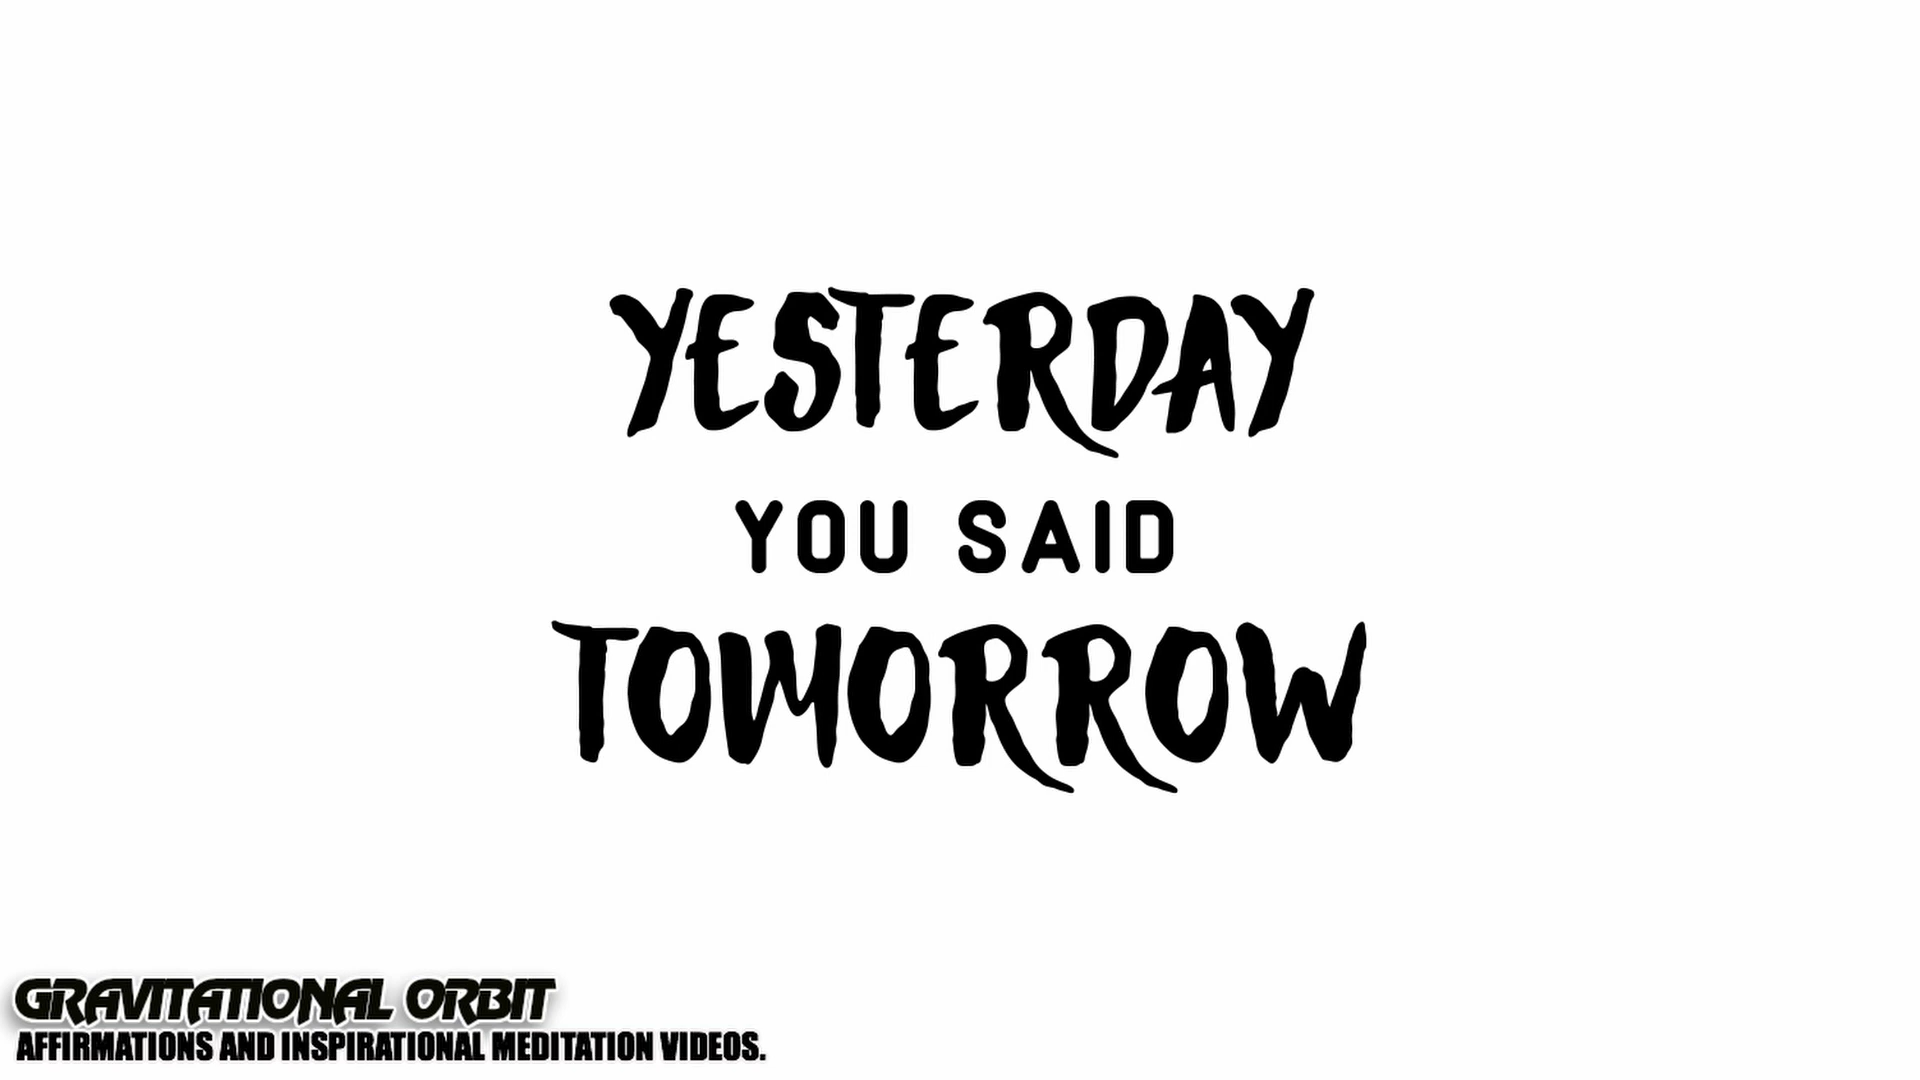 YESTERDAY
YOU SAID
TOMORROW
GRAVITATIONAL ORBIT
AFFIRMATIONS AND INSPIRATIONAL MEDITATION VIDEOS.